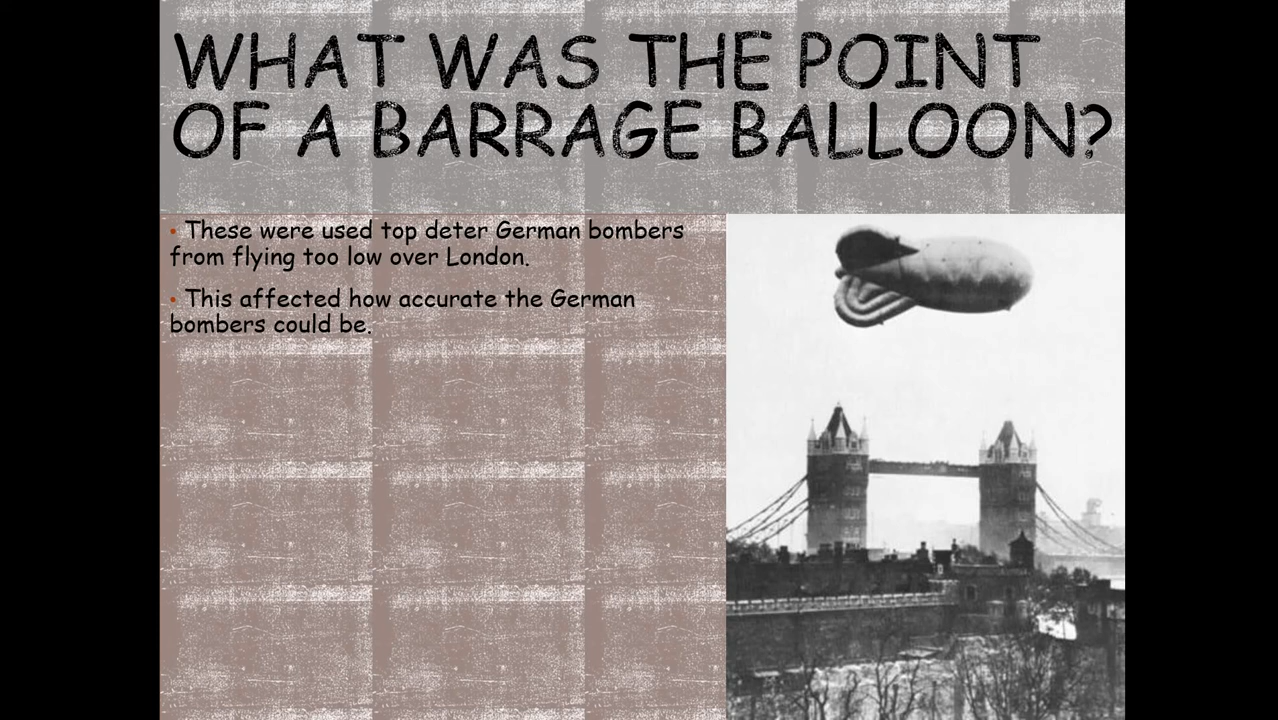 WHAT WAS THE POINT
OF A BARRAGE BALLOON?
• These were used top deter German bombers
from flying too low over London.
• This affected how accurate the German
bombers could be.